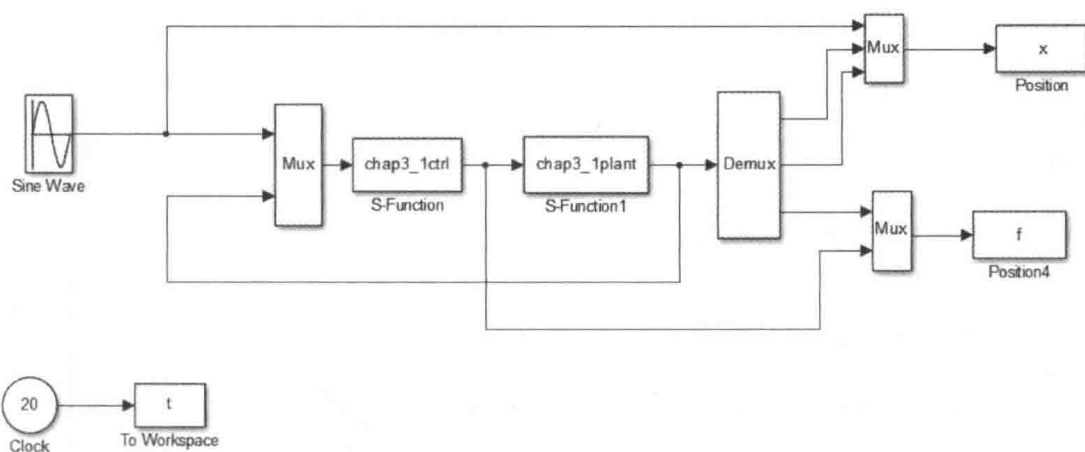 Mux
x
Position
Sine Wave
Mux
chap3_1ctrl
S-Function
chap3_1plant
S-Function1
Demux
Mux
f
Position4
20
Clock
t
To Workspace